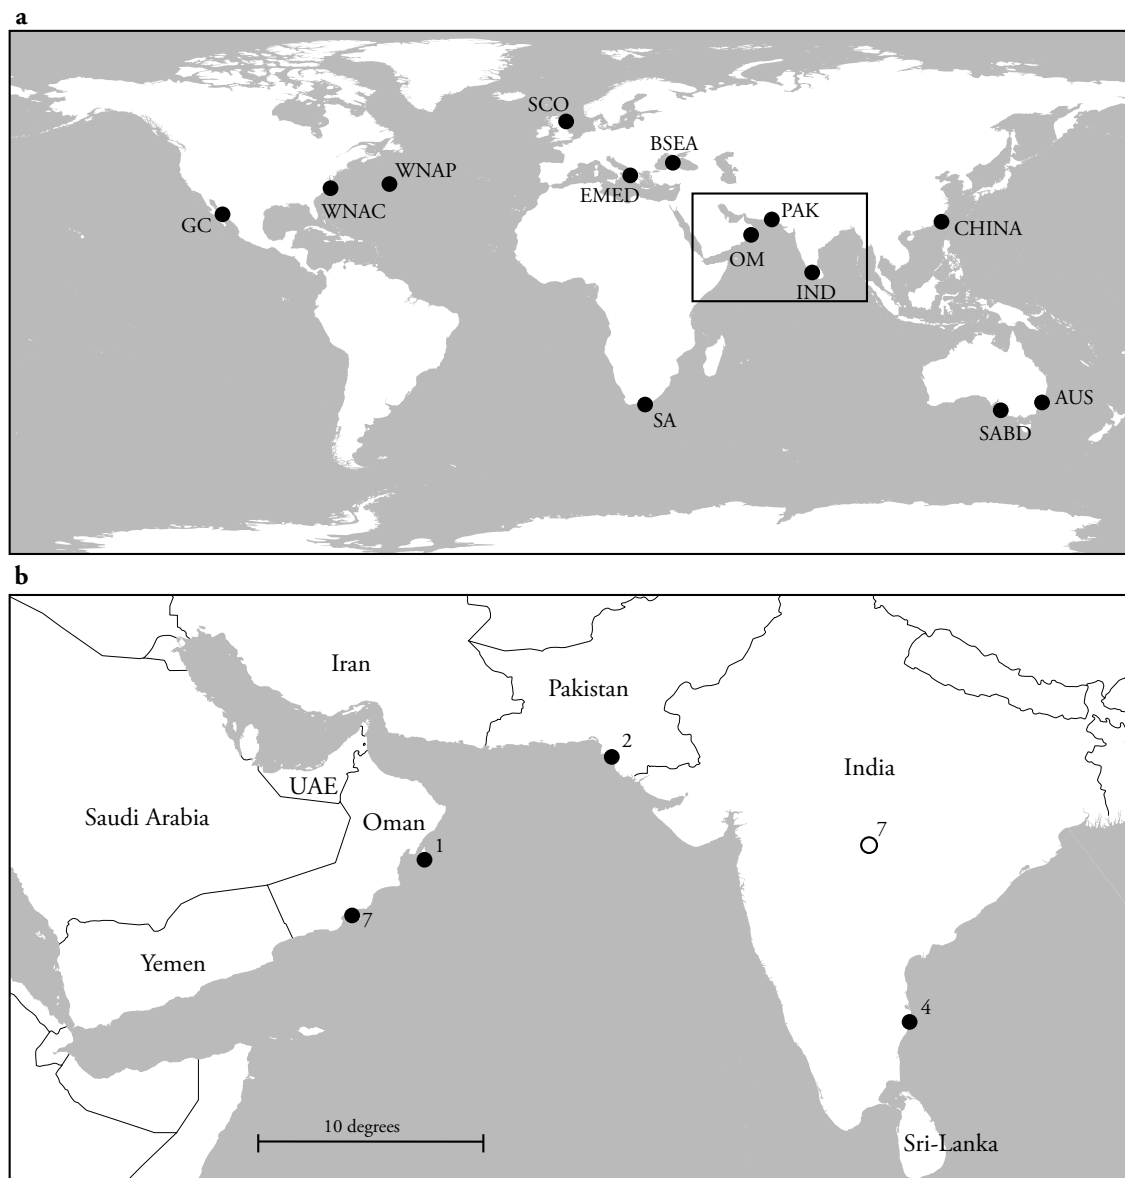 a
SCO
BSEA
WNAP
EMED
WNAC
PAK
GC
CHINA
OM
IND
AUS
SA
SABD
b
Iran
Pakistan
2
India
UAE
Saudi Arabia
Oman
7
1
7
Yemen
4
10 degrees
Sri-Lanka